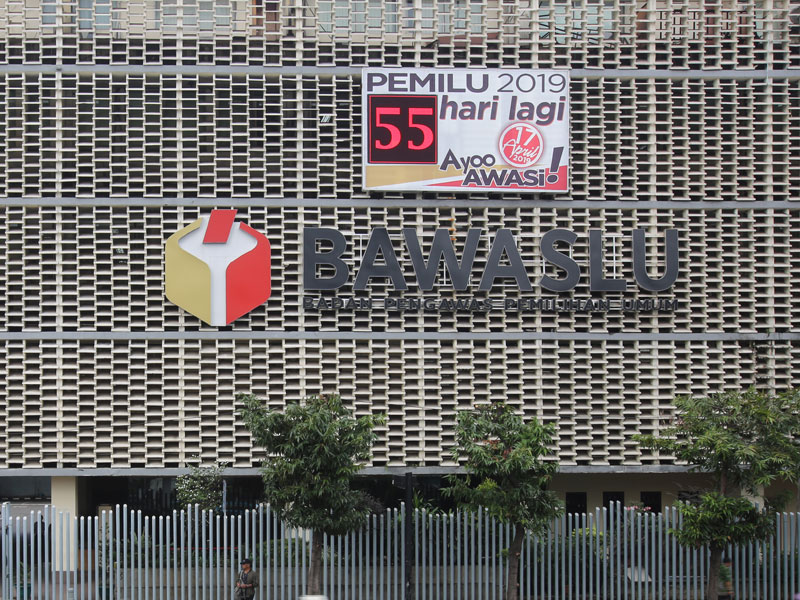 PEMILU 2019
55 hari lagi
17
April
2019
Ayoo
AWASi!
BAWASLU
BADAN PENGAWAS PEMILIHAN UMUM